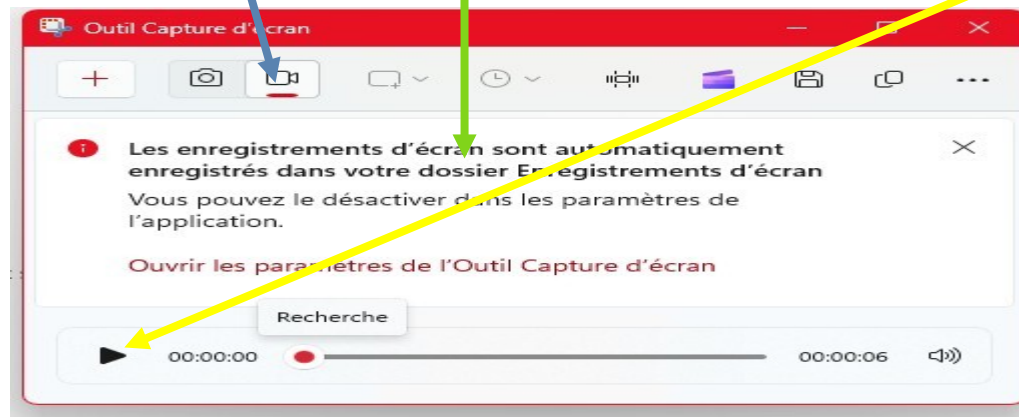 Outil Capture d'écran
Les enregistrements d'écran sont automatiquement
enregistrés dans votre dossier Enregistrements d'écran
Vous pouvez le désactiver dans les paramètres de
l'application.
Ouvrir les paramètres de l'Outil Capture d'écran
Recherche
00:00:00
00:00:06